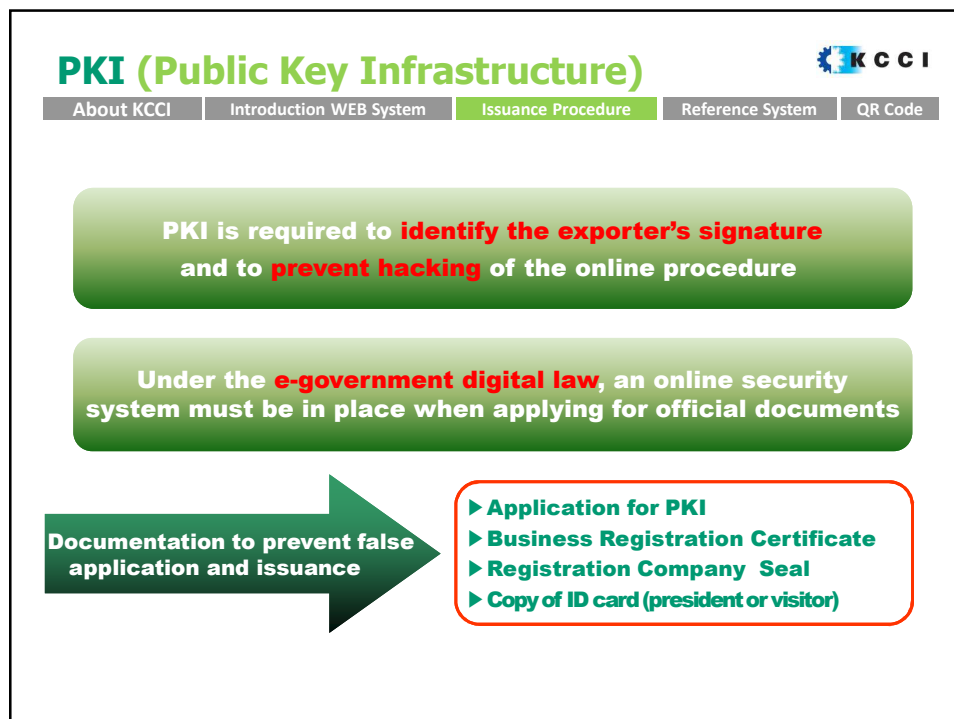 PKI (Public Key Infrastructure)
KCCI
About KCCI Introduction WEB System Issuance Procedure Reference System QR Code
PKI is required to identify the exporter’s signature
and to prevent hacking of the online procedure
Under the e-government digital law, an online security
system must be in place when applying for official documents
Documentation to prevent false
application and issuance
▶Application for PKI
▶Business Registration Certificate
▶Registration Company Seal
▶Copy of ID card (president or visitor)